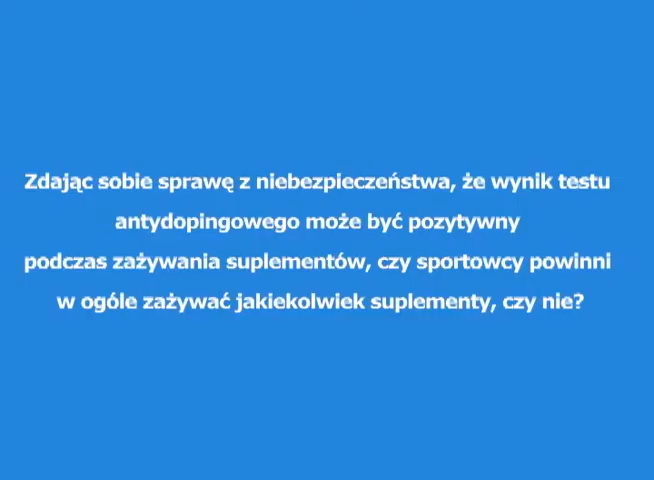 Zdając sobie sprawę z niebezpieczeństwa, że wynik testu
antydopingowego może być pozytywny
podczas zażywania suplementów, czy sportowcy powinni
w ogóle zażywać jakiekolwiek suplementy, czy nie?